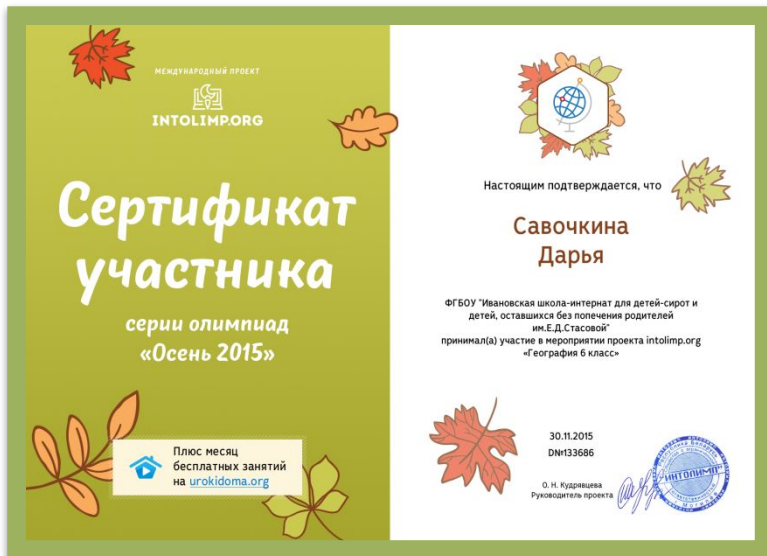 МЕЖДУНАРОДНЫЙ ПРОЕКТ
INTOLIMP.ORG
Сертификат
участника
серии олимпиад
«Осень 2015»
Плюс месяц
бесплатных занятий
на urokidoma.org
Настоящим подтверждается, что
Савочкина
Дарья
ФГБОУ "Ивановская школа-интернат для детей-сирот и
детей, оставшихся без попечения родителей
им.Е.Д.Стасовой"
принимал(а) участие в мероприятии проекта intolimp.org
«География 6 класс»
30.11.2015
DN№133686
О. Н. Кудрявцева
Руководитель проекта
"ИНТОЛИМП"